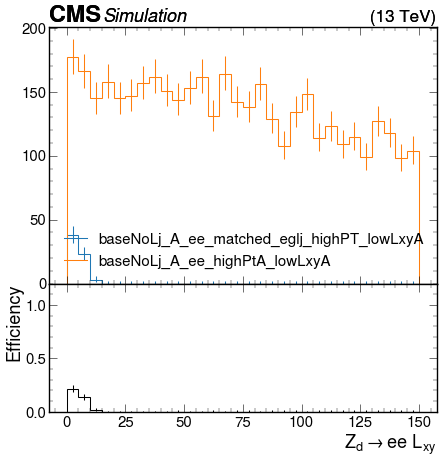 CMS Simulation (13 TeV)
200
150
100
50
0
baseNoLj_A_ee_matched_eglj_highPT_lowLxyA
baseNoLj_A_ee_highPtA_lowLxyA
Efficiency
1.0
0.5
0.0
0 25 50 75 100 125 150
Z_d → ee L_xy